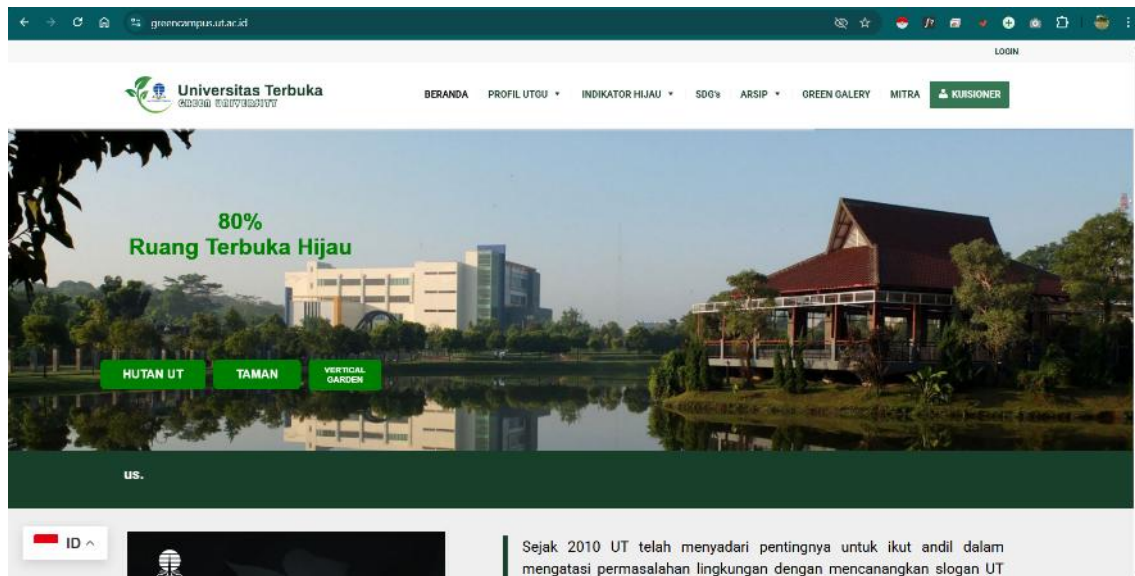 greencampus.ut.ac.id
LOGIN
Universitas Terbuka
GREEN UNIVERSITY
BERANDA PROFIL UTGU INDIKATOR HIJAU SDG's ARSIP GREEN GALERY MITRA KUISIONER
80%
Ruang Terbuka Hijau
HUTAN UT TAMAN VERTICAL
GARDEN
us.
ID
Sejak 2010 UT telah menyadari pentingnya untuk ikut andil dalam
mengatasi permasalahan lingkungan dengan mencanangkan slogan UT